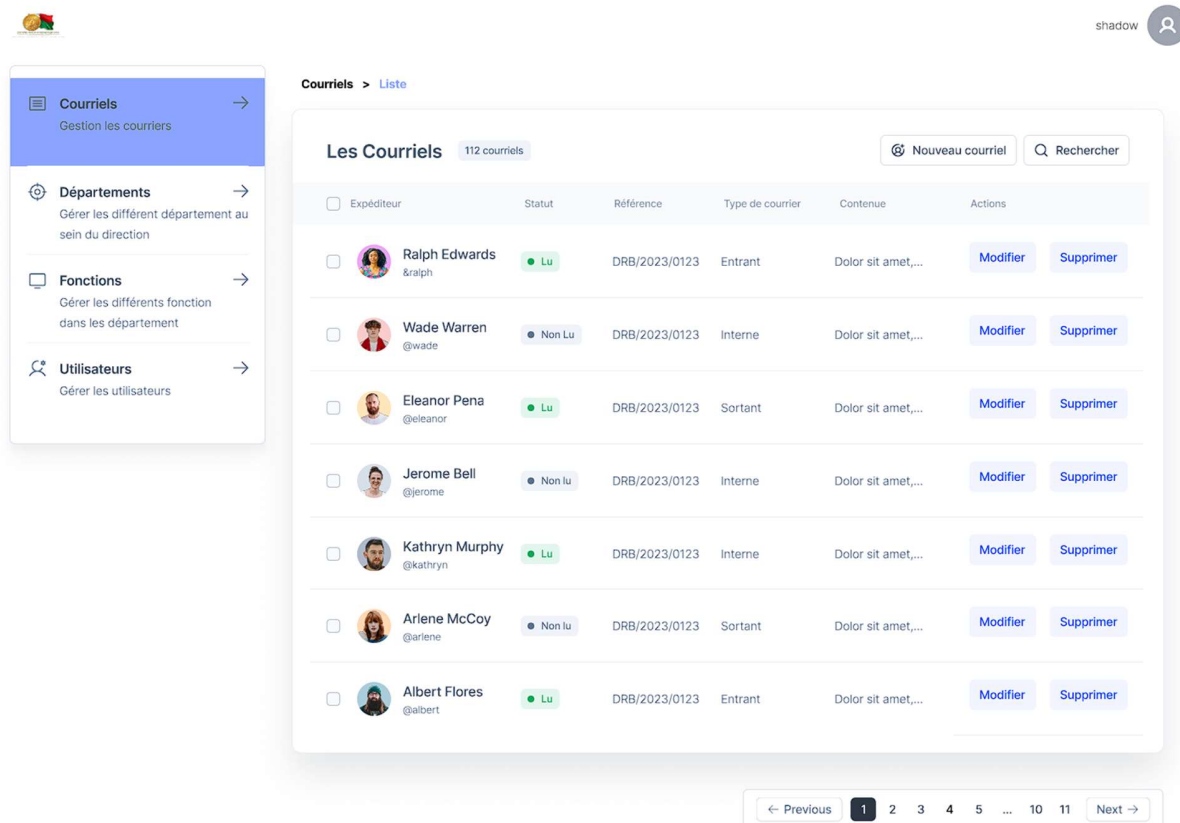 shadow
Courriels
Gestion les courriers
Départements
Gérer les différent département au
sein du direction
Fonctions
Gérer les différents fonction
dans les département
Utilisateurs
Gérer les utilisateurs
Courriels > Liste
Les Courriels 112 courriels Nouveau courriel Rechercher
Expéditeur Statut Référence Type de courrier Contenue Actions
Ralph Edwards
&ralph
Lu DRB/2023/0123 Entrant Dolor sit amet,... Modifier Supprimer
Wade Warren
@wade
Non Lu DRB/2023/0123 Interne Dolor sit amet,... Modifier Supprimer
Eleanor Pena
@eleanor
Lu DRB/2023/0123 Sortant Dolor sit amet,... Modifier Supprimer
Jerome Bell
@jerome
Non lu DRB/2023/0123 Interne Dolor sit amet,... Modifier Supprimer
Kathryn Murphy
@kathryn
Lu DRB/2023/0123 Interne Dolor sit amet,... Modifier Supprimer
Arlene McCoy
@arlene
Non lu DRB/2023/0123 Sortant Dolor sit amet,... Modifier Supprimer
Albert Flores
@albert
Lu DRB/2023/0123 Entrant Dolor sit amet,... Modifier Supprimer
← Previous 1 2 3 4 5 ... 10 11 Next →